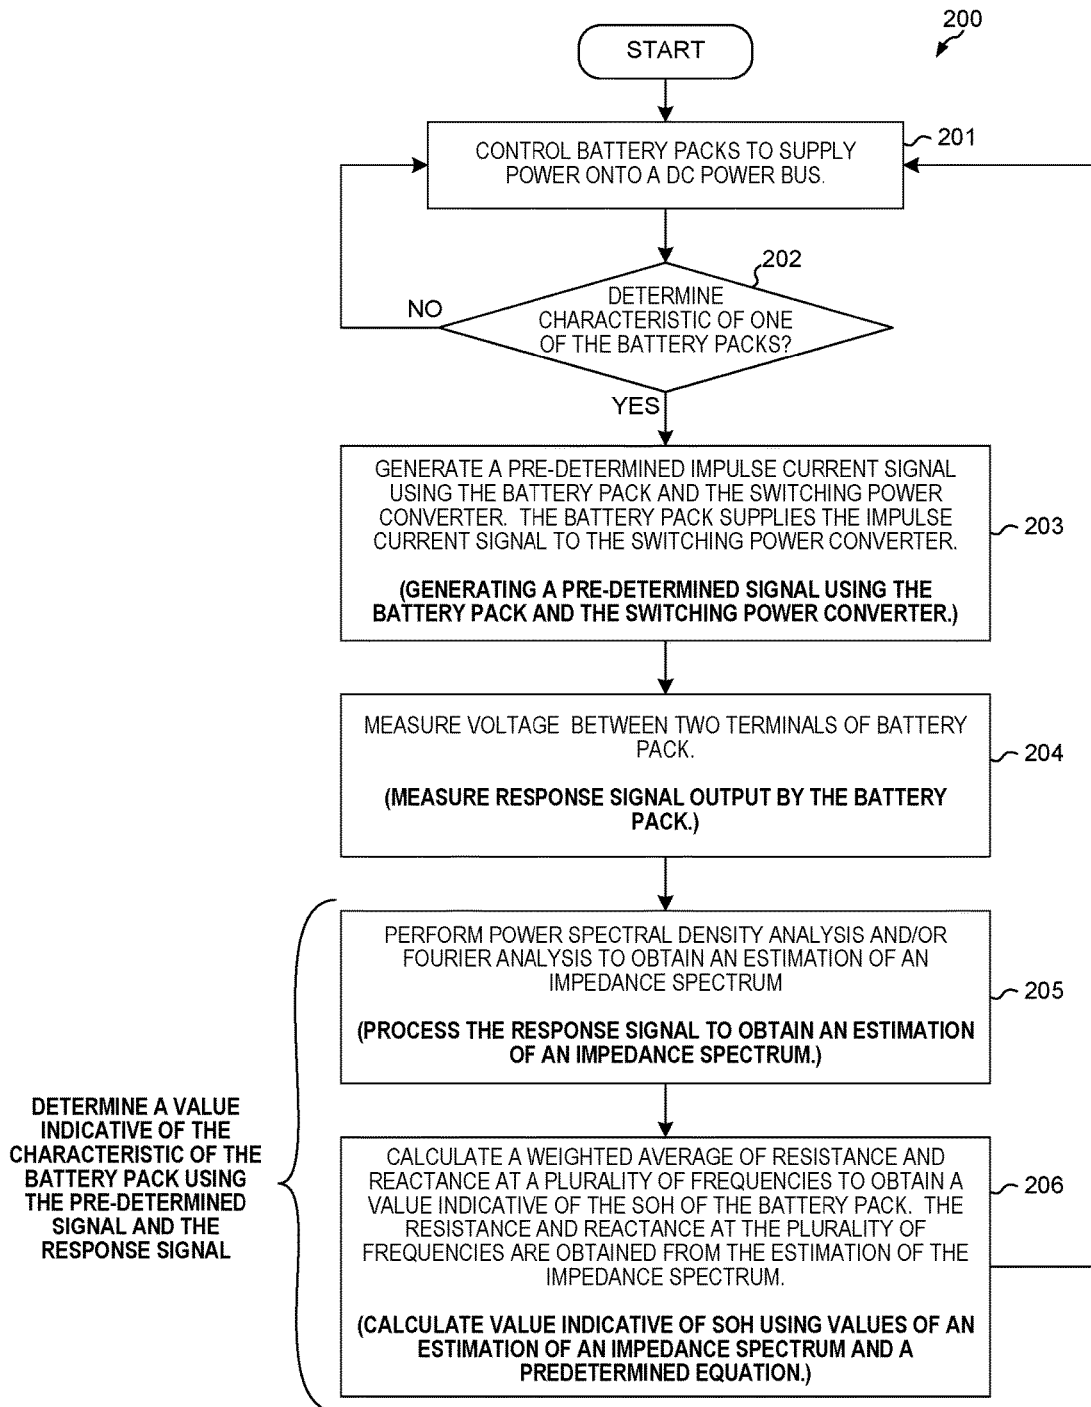 200
START
201
CONTROL BATTERY PACKS TO SUPPLY
POWER ONTO A DC POWER BUS.
202
DETERMINE
CHARACTERISTIC OF ONE
OF THE BATTERY PACKS?
NO
YES
GENERATE A PRE-DETERMINED IMPULSE CURRENT SIGNAL
USING THE BATTERY PACK AND THE SWITCHING POWER
CONVERTER. THE BATTERY PACK SUPPLIES THE IMPULSE
CURRENT SIGNAL TO THE SWITCHING POWER CONVERTER.
(GENERATING A PRE-DETERMINED SIGNAL USING THE
BATTERY PACK AND THE SWITCHING POWER CONVERTER.)
203
MEASURE VOLTAGE BETWEEN TWO TERMINALS OF BATTERY
PACK.
(MEASURE RESPONSE SIGNAL OUTPUT BY THE BATTERY
PACK.)
204
PERFORM POWER SPECTRAL DENSITY ANALYSIS AND/OR
FOURIER ANALYSIS TO OBTAIN AN ESTIMATION OF AN
IMPEDANCE SPECTRUM
(PROCESS THE RESPONSE SIGNAL TO OBTAIN AN ESTIMATION
OF AN IMPEDANCE SPECTRUM.)
205
DETERMINE A VALUE
INDICATIVE OF THE
CHARACTERISTIC OF THE
BATTERY PACK USING
THE PRE-DETERMINED
SIGNAL AND THE
RESPONSE SIGNAL
CALCULATE A WEIGHTED AVERAGE OF RESISTANCE AND
REACTANCE AT A PLURALITY OF FREQUENCIES TO OBTAIN A
VALUE INDICATIVE OF THE SOH OF THE BATTERY PACK. THE
RESISTANCE AND REACTANCE AT THE PLURALITY OF
FREQUENCIES ARE OBTAINED FROM THE ESTIMATION OF THE
IMPEDANCE SPECTRUM.
(CALCULATE VALUE INDICATIVE OF SOH USING VALUES OF AN
ESTIMATION OF AN IMPEDANCE SPECTRUM AND A
PREDETERMINED EQUATION.)
206